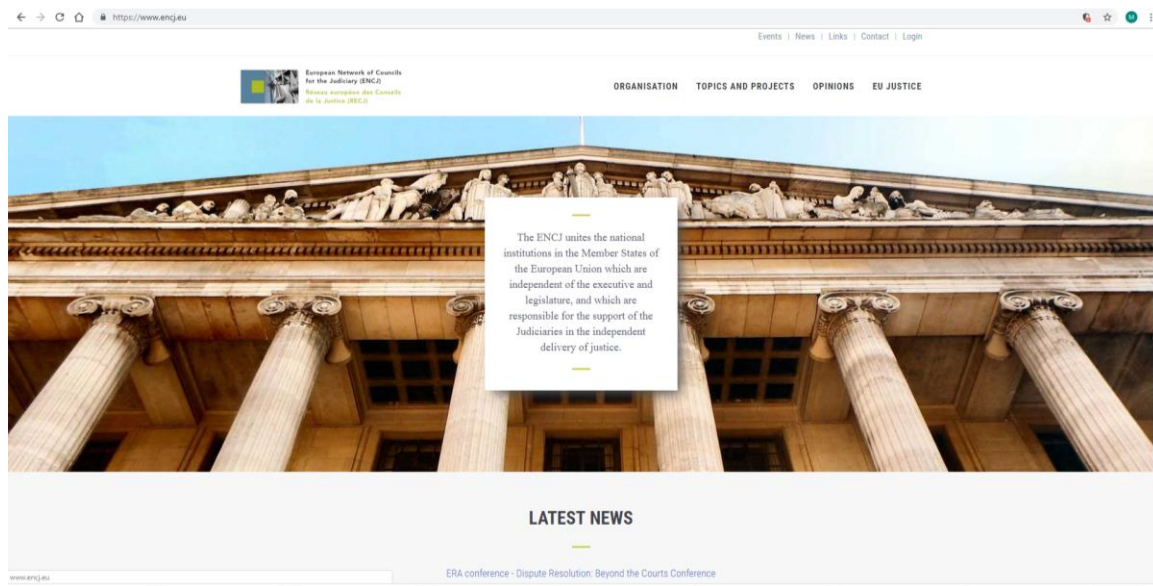 https://www.encj.eu
Events | News | Links | Contact | Login
European Network of Councils
for the Judiciary (ENCJ)
Réseau européen des Conseils
de la Justice (RECJ)
ORGANISATION TOPICS AND PROJECTS OPINIONS EU JUSTICE
The ENCJ unites the national
institutions in the Member States of
the European Union which are
independent of the executive and
legislature, and which are
responsible for the support of the
Judiciaries in the independent
delivery of justice.
LATEST NEWS
ERA conference - Dispute Resolution: Beyond the Courts Conference
www.encj.eu